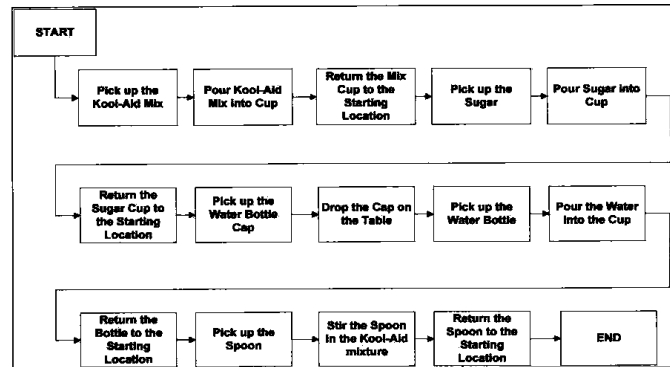 START
Pick up the
Kool-Aid Mix
Pour Kool-Aid
Mix into Cup
Return the Mix
Cup to the
Starting
Location
Pick up the
Sugar
Pour Sugar into
Cup
Return the
Sugar Cup to
the Starting
Location
Pick up the
Water Bottle
Cap
Drop the Cap on
the Table
Pick up the
Water Bottle
Pour the Water
Into the Cup
Return the
Bottle to the
Starting
Location
Pick up the
Spoon
Stir the Spoon
in the Kool-Aid
mixture
Return the
Spoon to the
Starting
Location
END